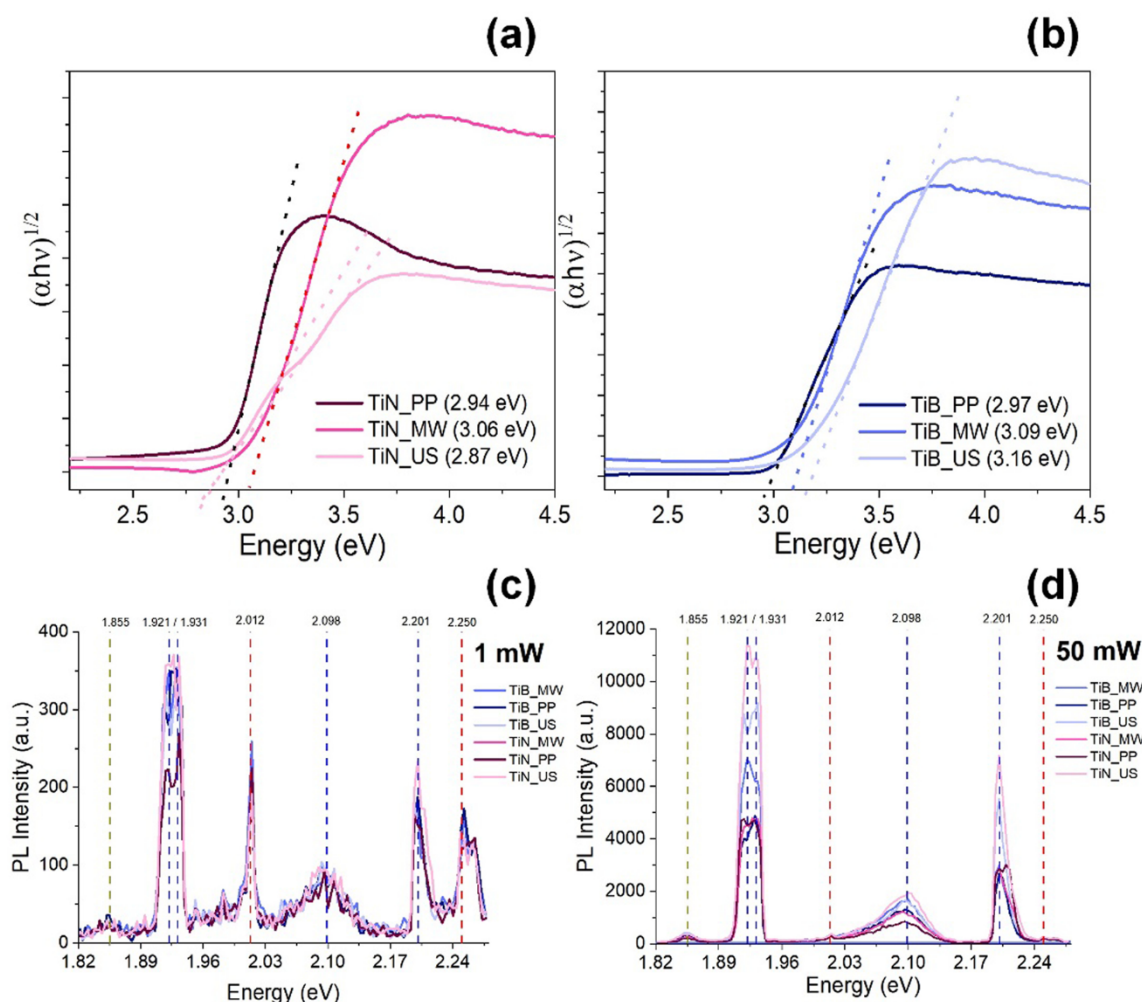 (a)
(αhν)1/2
TiN_PP (2.94 eV)
TiN_MW (3.06 eV)
TiN_US (2.87 eV)
2.5 3.0 3.5 4.0 4.5
Energy (eV)
(b)
(αhν)1/2
TiB_PP (2.97 eV)
TiB_MW (3.09 eV)
TiB_US (3.16 eV)
2.5 3.0 3.5 4.0 4.5
Energy (eV)
(c)
1.855 1.921 / 1.931 2.012 2.098 2.201 2.250
1 mW
TiB_MW
TiB_PP
TiB_US
TiN_MW
TiN_PP
TiN_US
PL Intensity (a.u.)
400
300
200
100
0
1.82 1.89 1.96 2.03 2.10 2.17 2.24
Energy (eV)
(d)
1.855 1.921 / 1.931 2.012 2.098 2.201 2.250
50 mW
TiB_MW
TiB_PP
TiB_US
TiN_MW
TiN_PP
TiN_US
PL Intensity (a.u.)
12000
10000
8000
6000
4000
2000
0
1.82 1.89 1.96 2.03 2.10 2.17 2.24
Energy (eV)